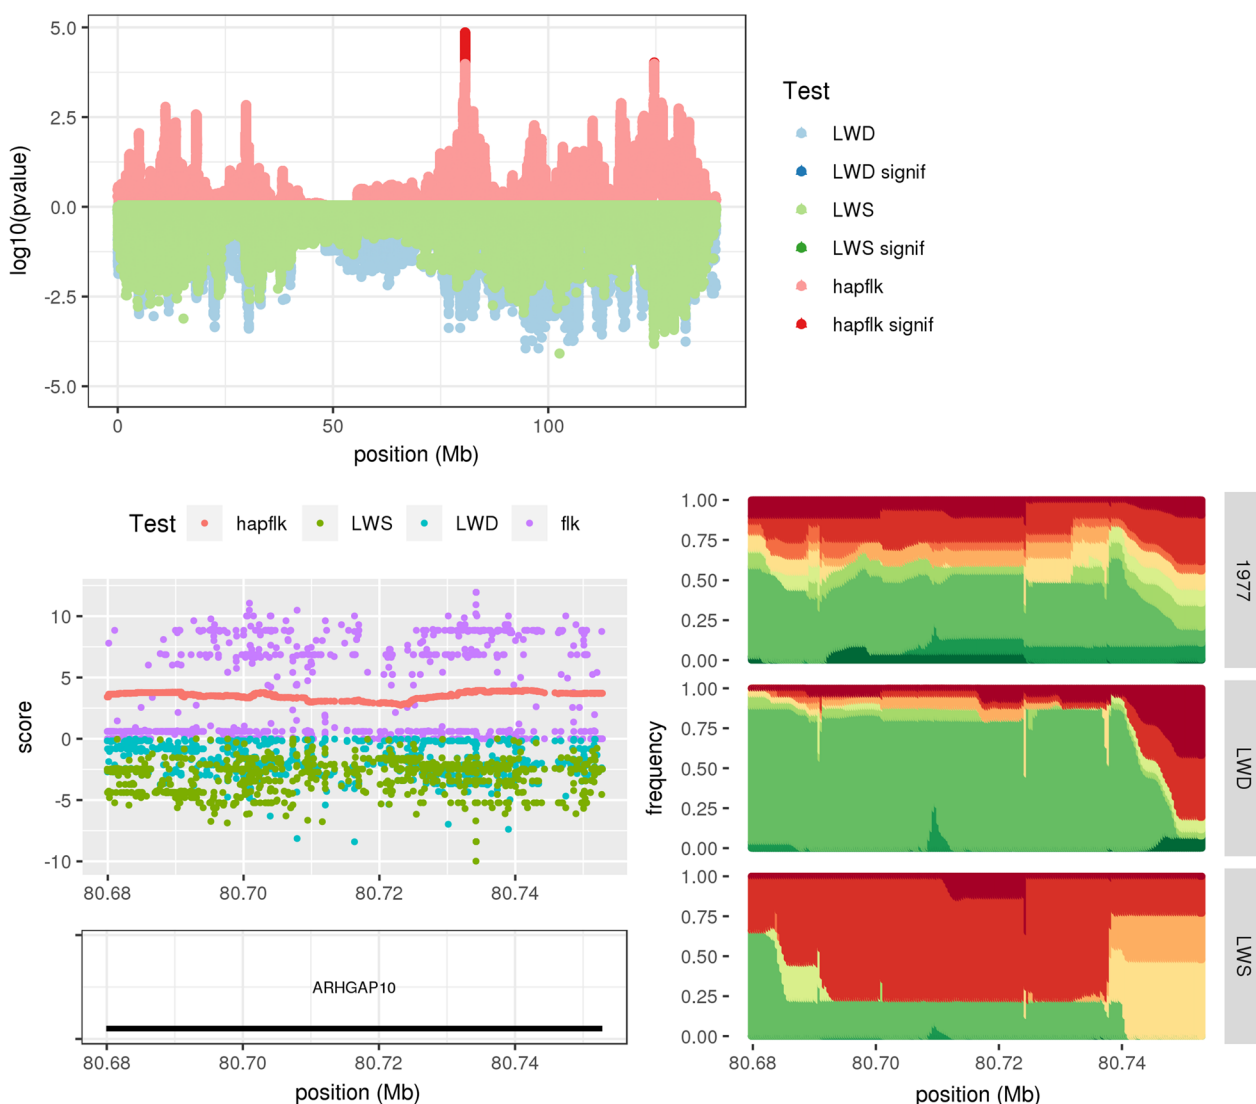 5.0
2.5
0.0
-2.5
-5.0
log10(pvalue)
0 50 100
position (Mb)
Test
LWD
LWD signif
LWS
LWS signif
hapflk
hapflk signif
Test hapflk LWS LWD flk
10
5
0
-5
-10
score
80.68 80.70 80.72 80.74
ARHGAP10
80.68 80.70 80.72 80.74
position (Mb)
frequency
1.00
0.75
0.50
0.25
0.00
1977
1.00
0.75
0.50
0.25
0.00
LWD
1.00
0.75
0.50
0.25
0.00
LWS
80.68 80.70 80.72 80.74
position (Mb)